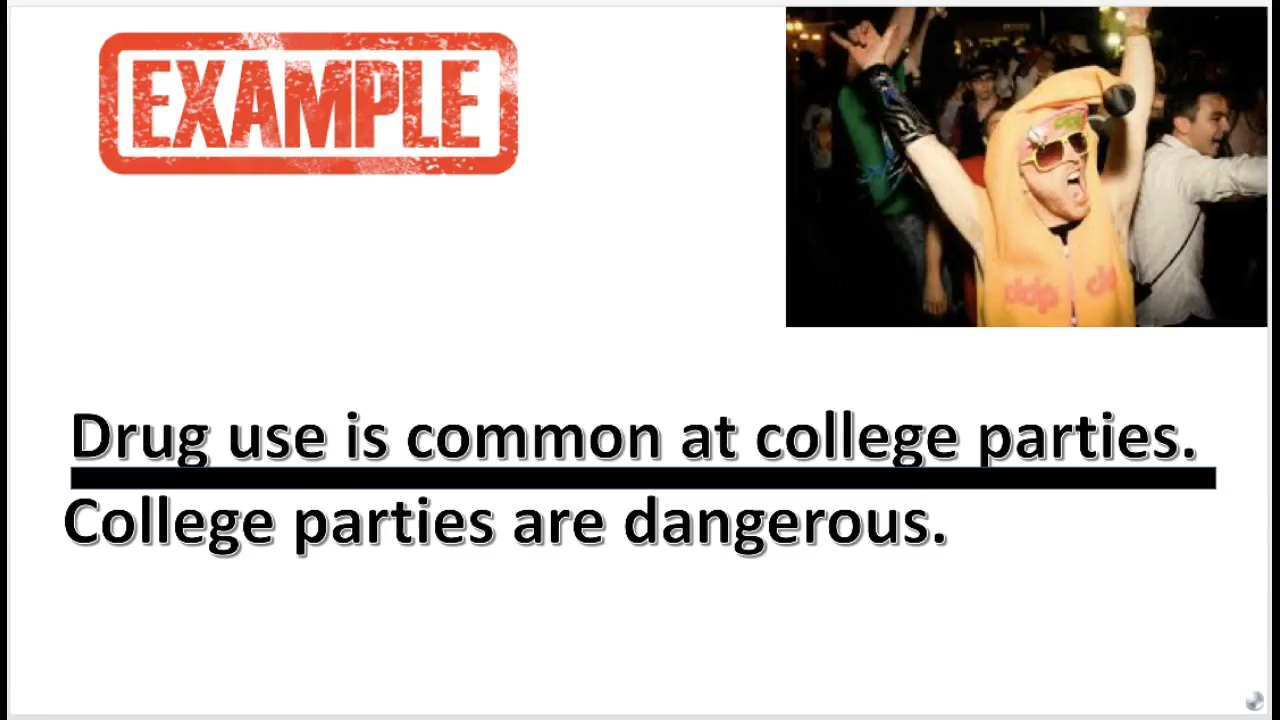 EXAMPLE
Drug use is common at college parties.
College parties are dangerous.